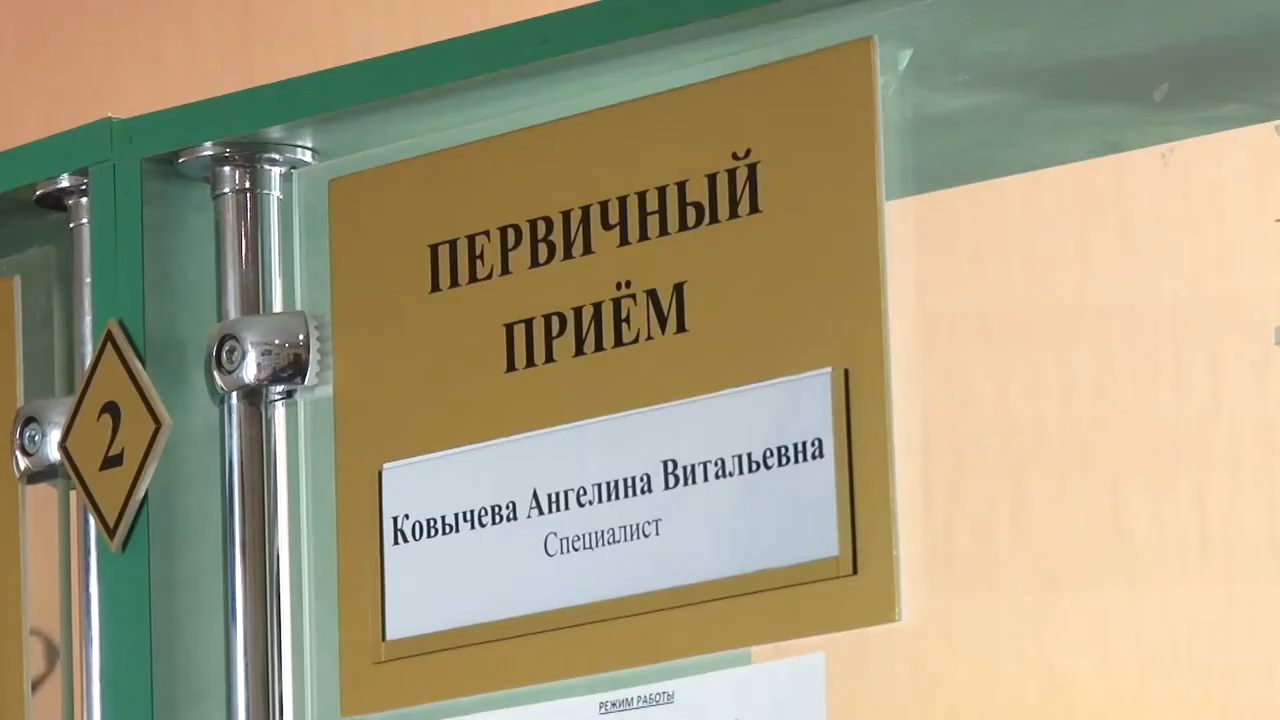 ПЕРВИЧНЫЙ
ПРИЁМ
Ковычева Ангелина Витальевна
Специалист
2
РЕЖИМ РАБОТЫ